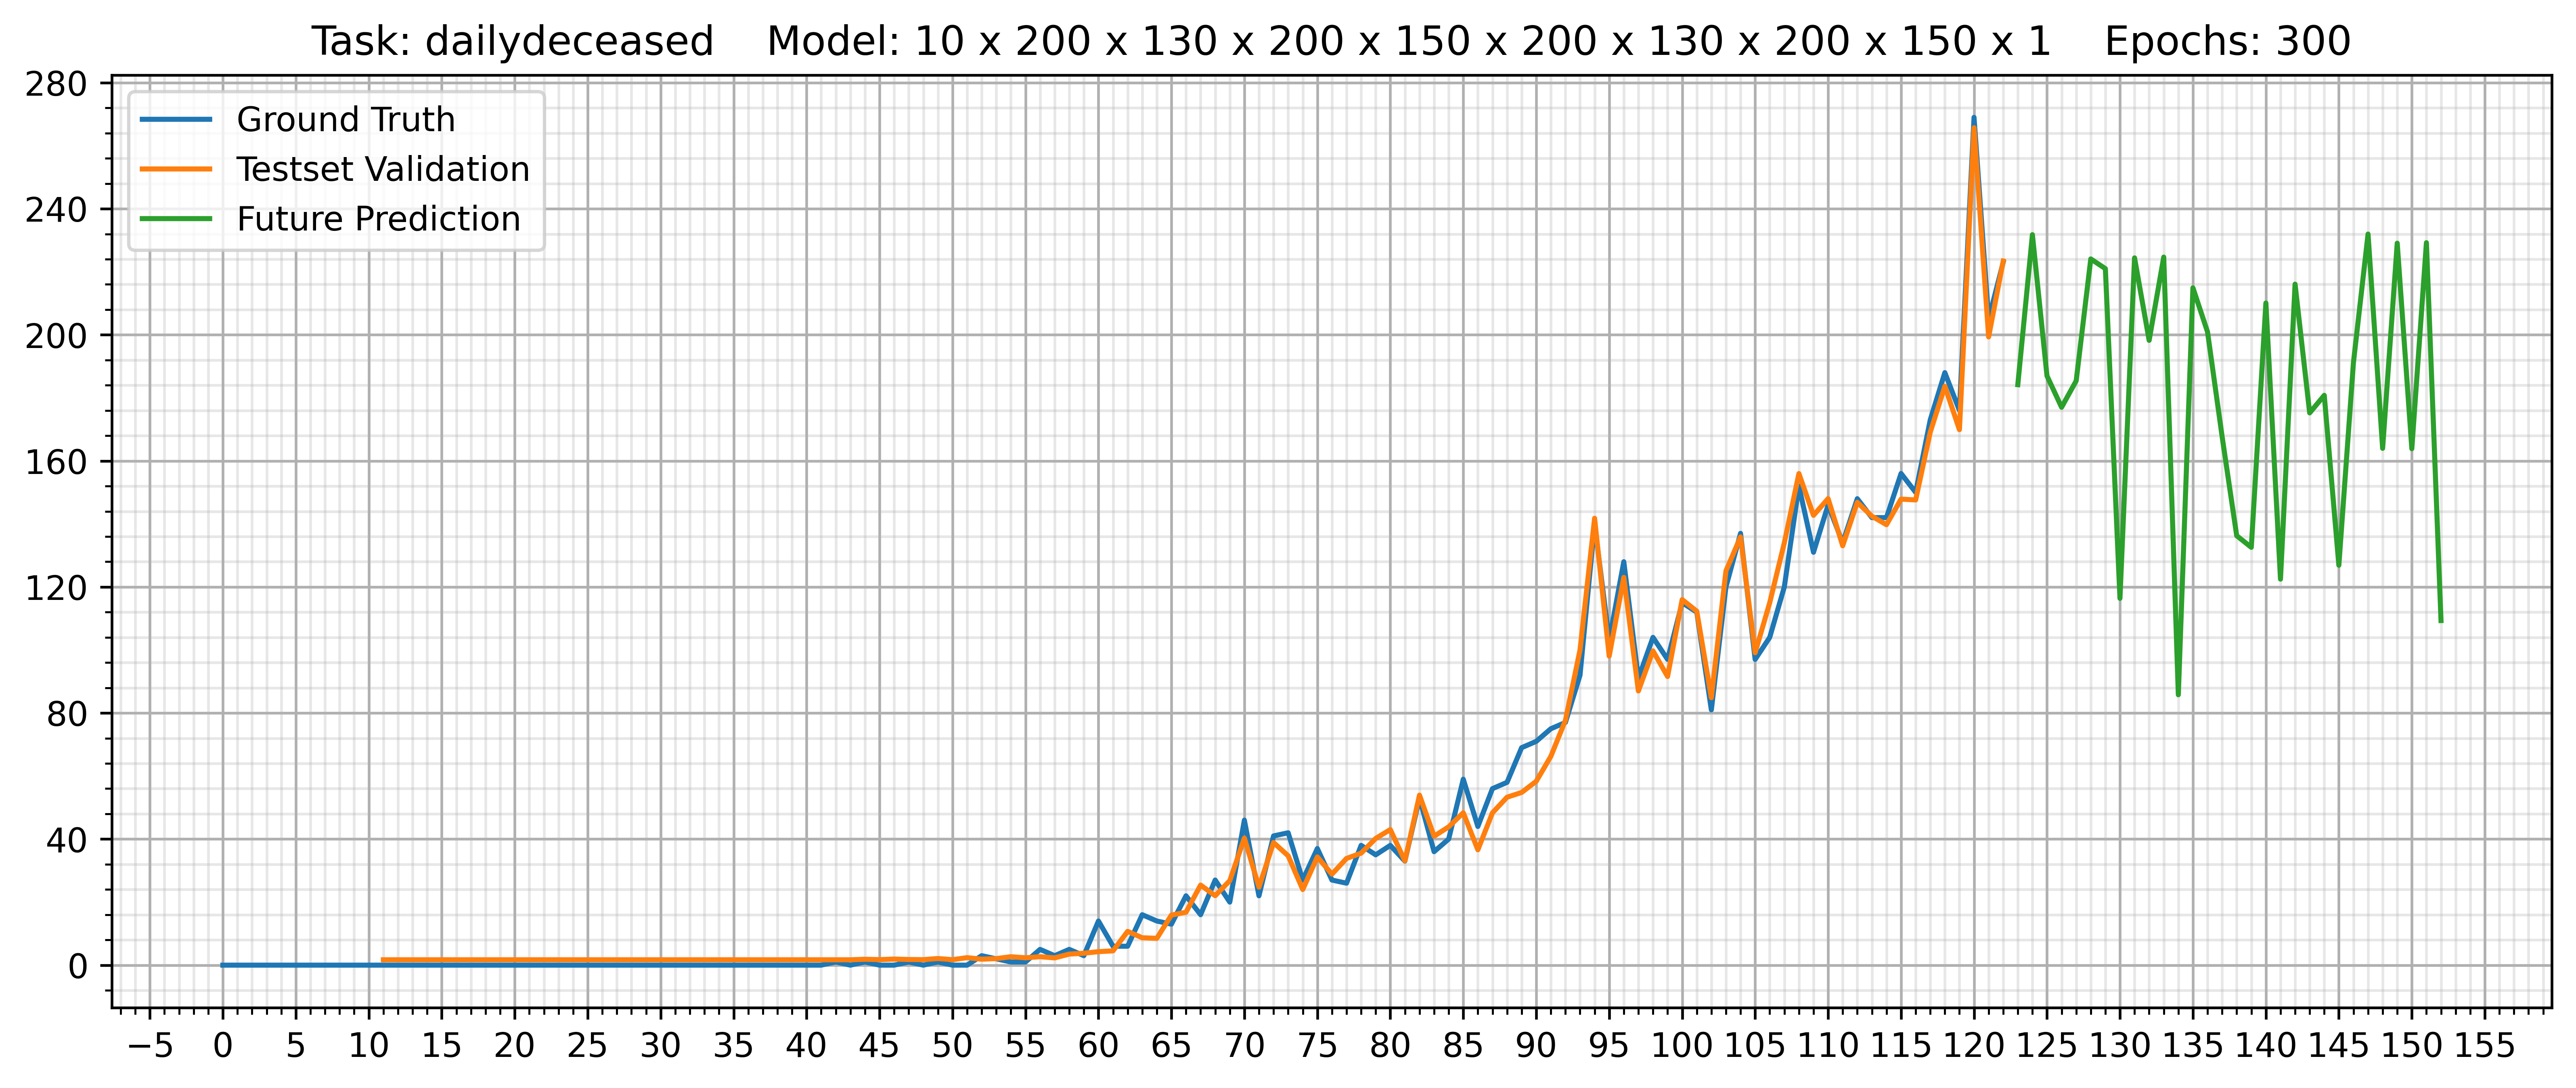 Task: dailydeceased    Model: 10 x 200 x 130 x 200 x 150 x 200 x 130 x 200 x 150 x 1    Epochs: 300
280
Ground Truth
Testset Validation
240
Future Prediction
200
160
120
80
40
0
−5 0 5 10 15 20 25 30 35 40 45 50 55 60 65 70 75 80 85 90 95 100 105 110 115 120 125 130 135 140 145 150 155